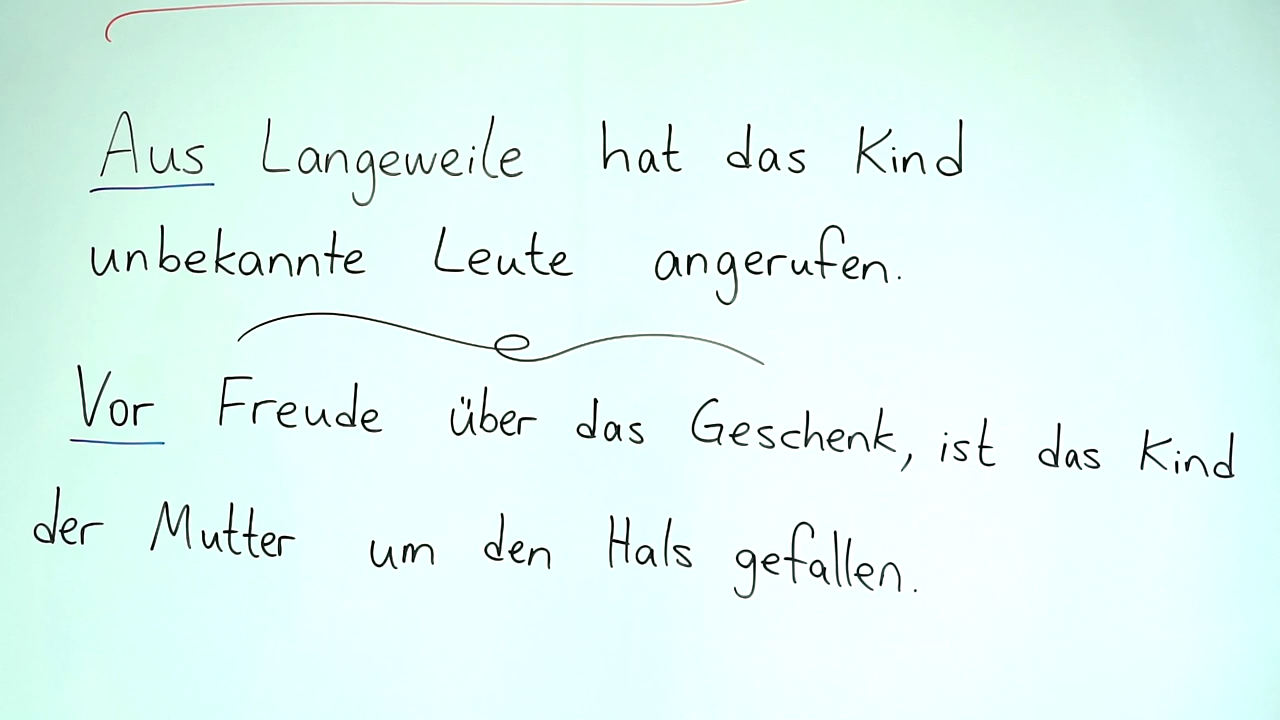 Aus Langeweile hat das Kind
unbekannte Leute angerufen.
Vor Freude über das Geschenk, ist das Kind
der Mutter um den Hals gefallen.